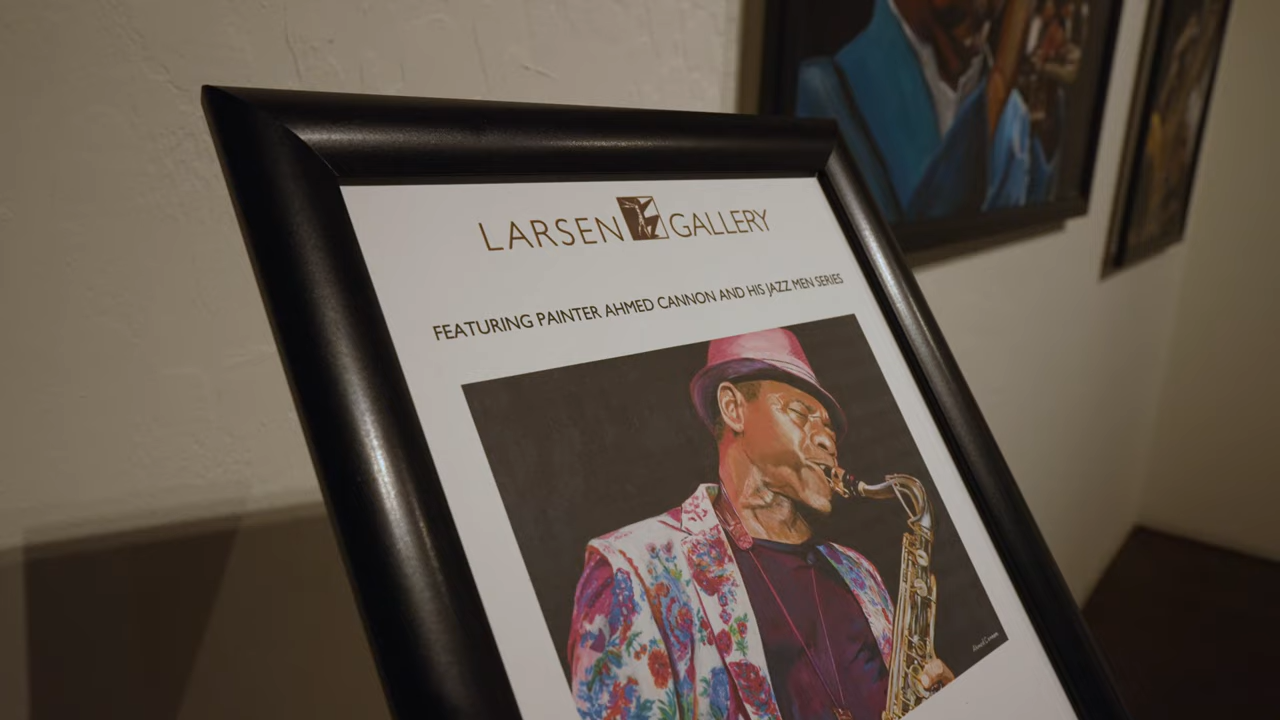 LARSEN GALLERY
FEATURING PAINTER AHMED CANNON AND HIS JAZZ MEN SERIES